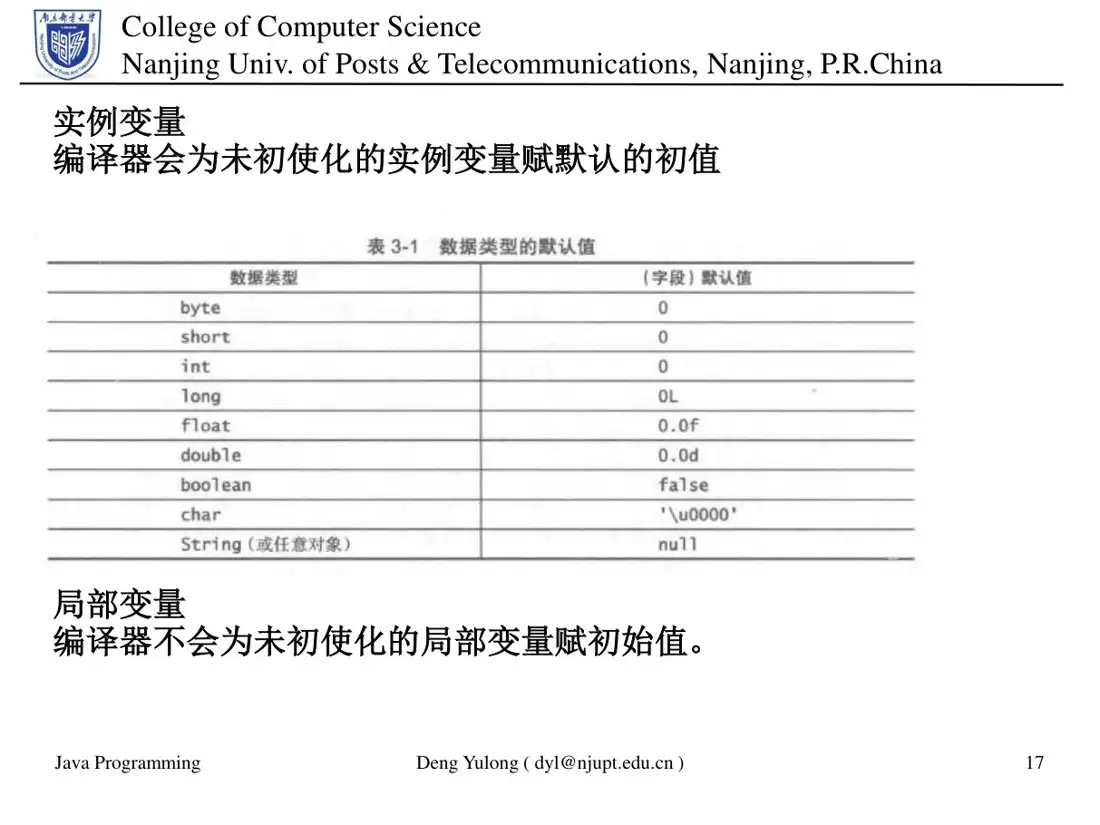 College of Computer Science
Nanjing Univ. of Posts & Telecommunications, Nanjing, P.R.China
实例变量
编译器会为未初使化的实例变量赋默认的初值
表 3-1 数据类型的默认值
数据类型 (字段) 默认值
byte 0
short 0
int 0
long 0L
float 0.0f
double 0.0d
boolean false
char '\u0000'
String (或任意对象) null
局部变量
编译器不会为未初使化的局部变量赋初始值。
Java Programming Deng Yulong ( dyl@njupt.edu.cn ) 17